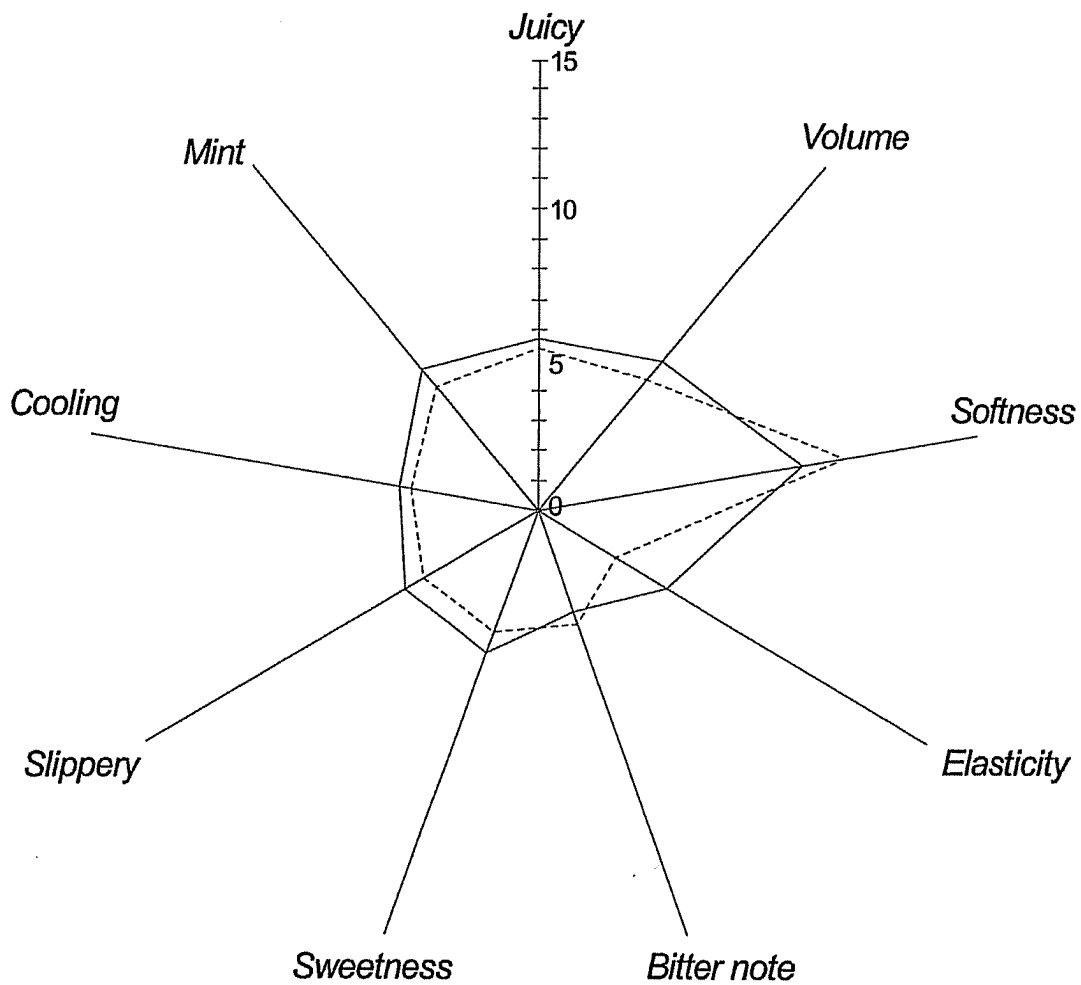 Juicy
15
Volume
Mint
10
5
Cooling
Softness
0
Slippery
Elasticity
Sweetness
Bitter note